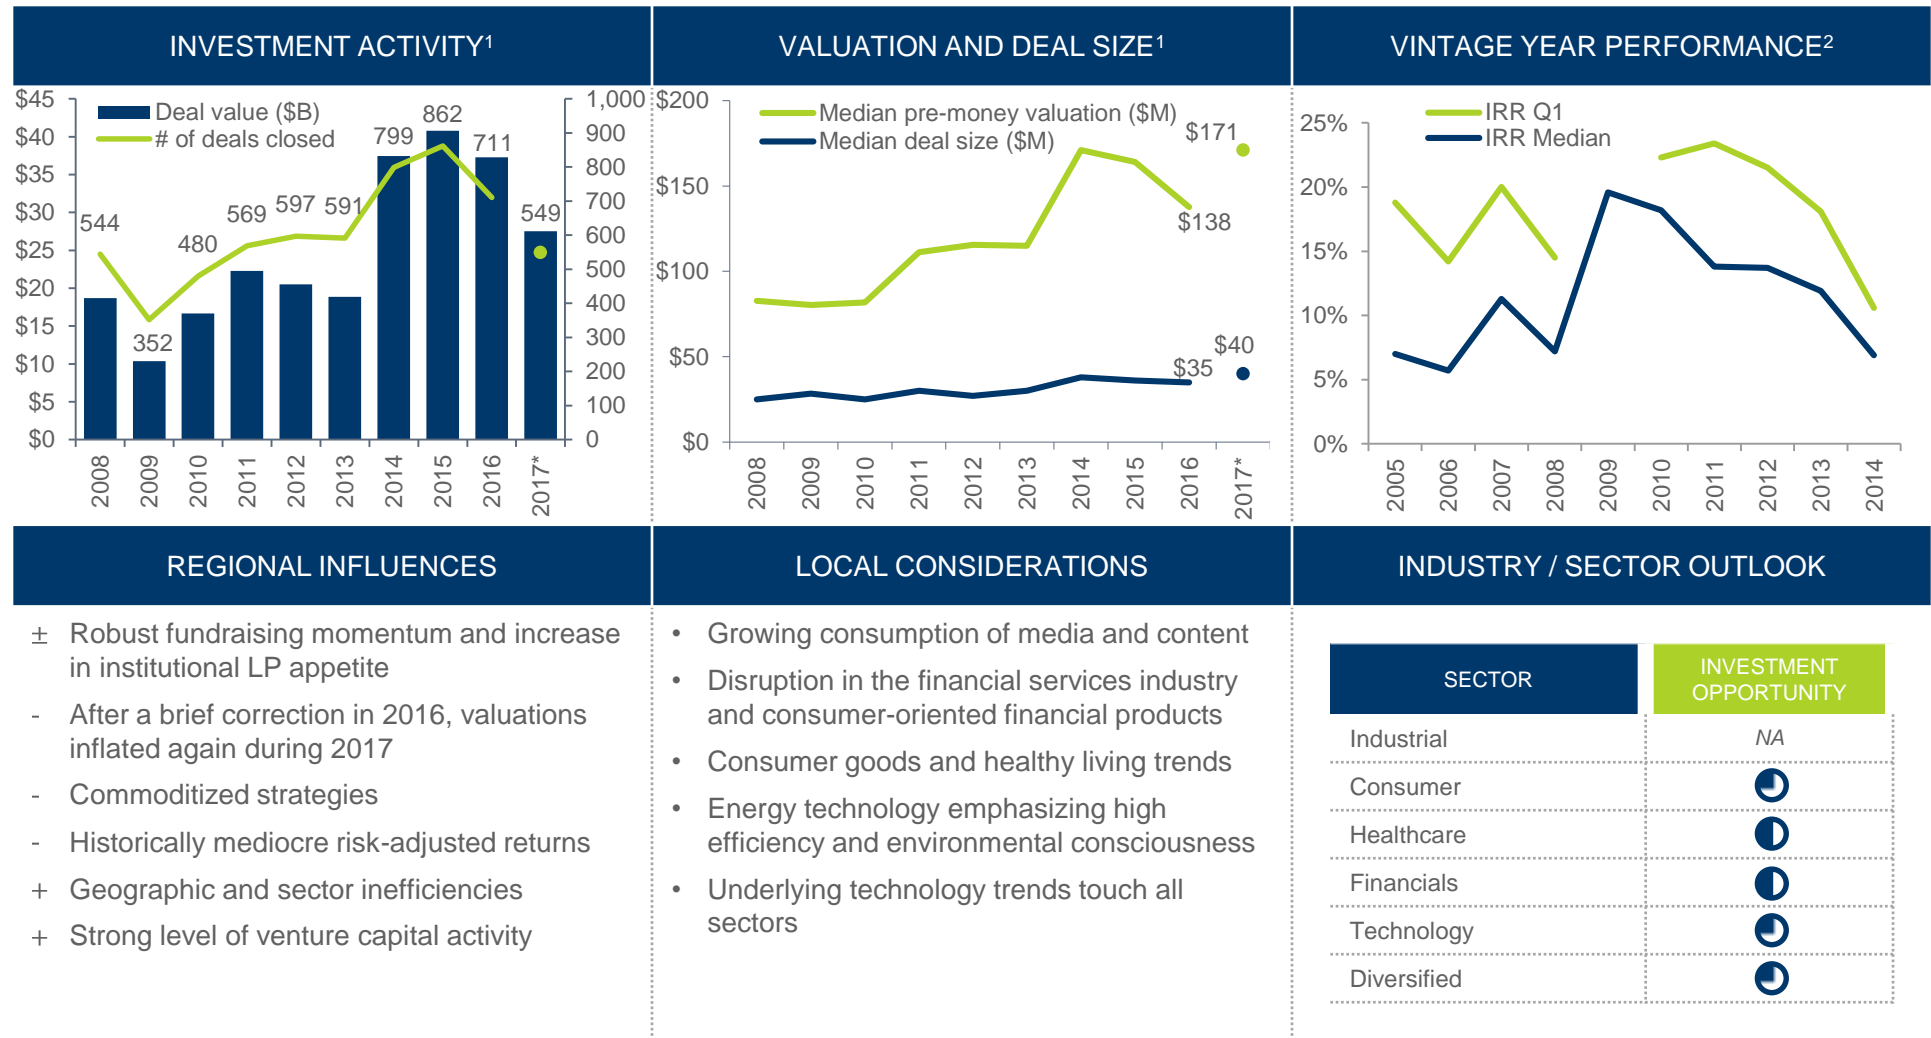 INVESTMENT ACTIVITY¹
VALUATION AND DEAL SIZE¹
VINTAGE YEAR PERFORMANCE²
Deal value ($B)
# of deals closed
$45
$40
$35
$30
$25
$20
$15
$10
$5
$0
1,000
900
800
700
600
500
400
300
200
100
0
544
352
480
569
597
591
799
862
711
549
2008
2009
2010
2011
2012
2013
2014
2015
2016
2017*
Median pre-money valuation ($M)
Median deal size ($M)
$200
$150
$100
$50
$0
$171
$138
$40
$35
2008
2009
2010
2011
2012
2013
2014
2015
2016
2017*
IRR Q1
IRR Median
25%
20%
15%
10%
5%
0%
2005
2006
2007
2008
2009
2010
2011
2012
2013
2014
REGIONAL INFLUENCES
± Robust fundraising momentum and increase
in institutional LP appetite
- After a brief correction in 2016, valuations
inflated again during 2017
- Commoditized strategies
- Historically mediocre risk-adjusted returns
+ Geographic and sector inefficiencies
+ Strong level of venture capital activity
LOCAL CONSIDERATIONS
• Growing consumption of media and content
• Disruption in the financial services industry
and consumer-oriented financial products
• Consumer goods and healthy living trends
• Energy technology emphasizing high
efficiency and environmental consciousness
• Underlying technology trends touch all
sectors
INDUSTRY / SECTOR OUTLOOK
SECTOR
INVESTMENT
OPPORTUNITY
Industrial NA
Consumer
Healthcare
Financials
Technology
Diversified